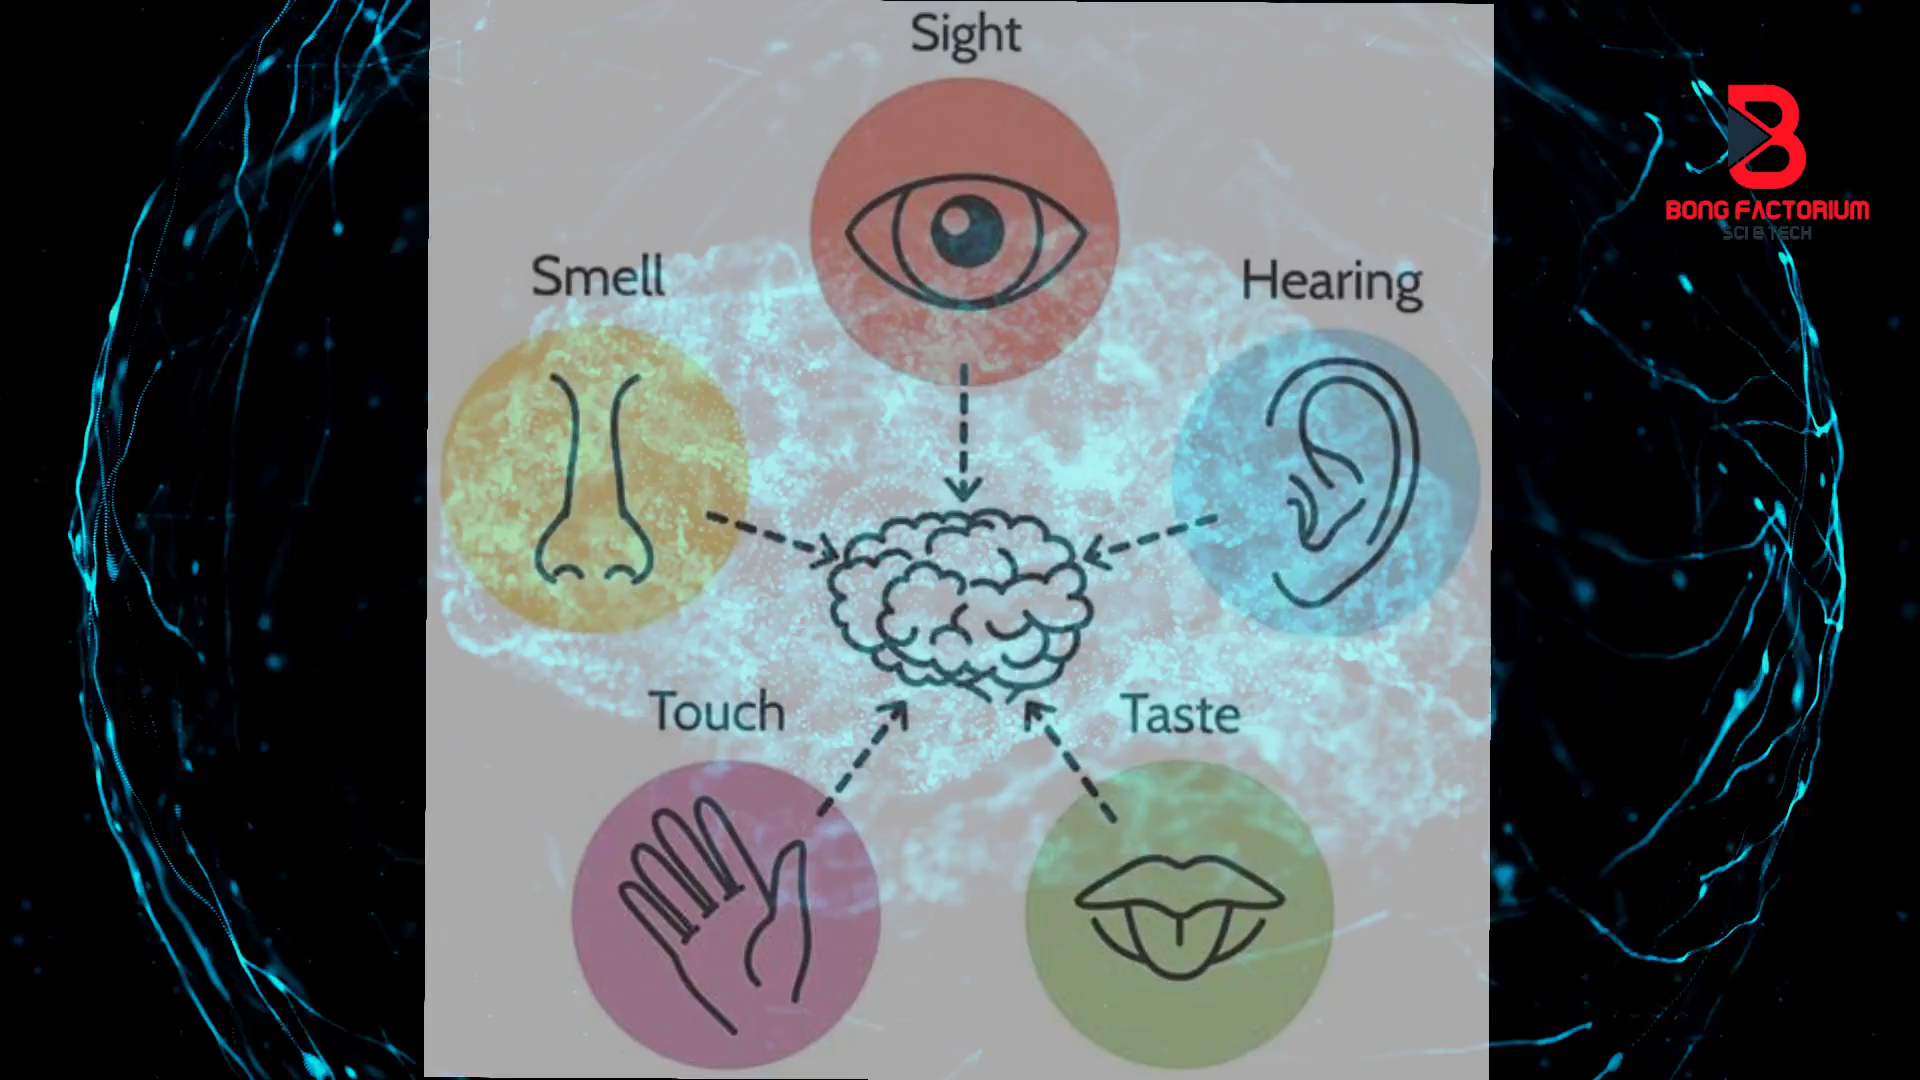 Sight
Smell
Hearing
Touch
Taste
BONG FACTORIUM
SCI & TECH